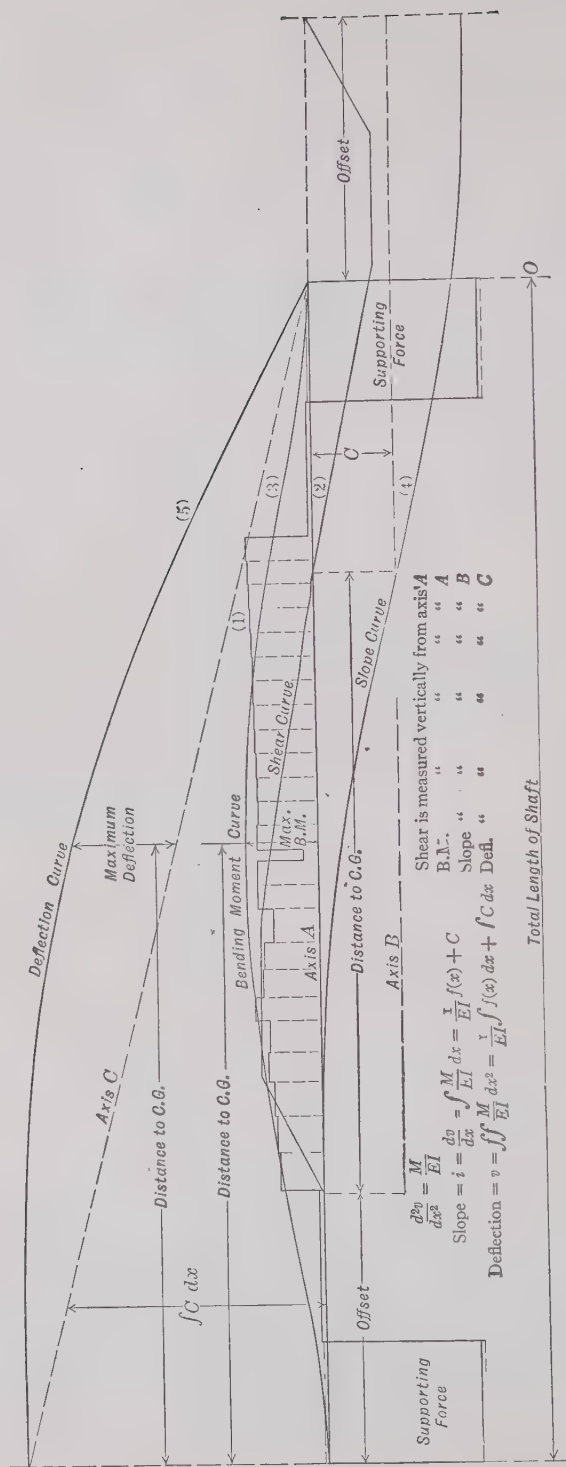 Deflection Curve
(5)
Maximum
Deflection
Axis C
Distance to C.G.
Distance to C.G.
∫C dx
Bending Moment Curve
(1)
(3)
Shear Curve
Max.
B.M.
(2)
Axis A
Distance to C.G.
Offset
Offset
C
(4)
Slope Curve
Axis B
Supporting
Force
Supporting
Force
O
d²v/dx² = M/EI
Slope = i = dv/dx = ∫ M/EI dx = 1/EI f(x) + C
Deflection = v = ∬ M/EI dx² = 1/EI ∫ f(x) dx + ∫C dx
Shear is measured vertically from axis A
B.M. " " " " A
Slope " " " " B
Defl. " " " " C
Total Length of Shaft